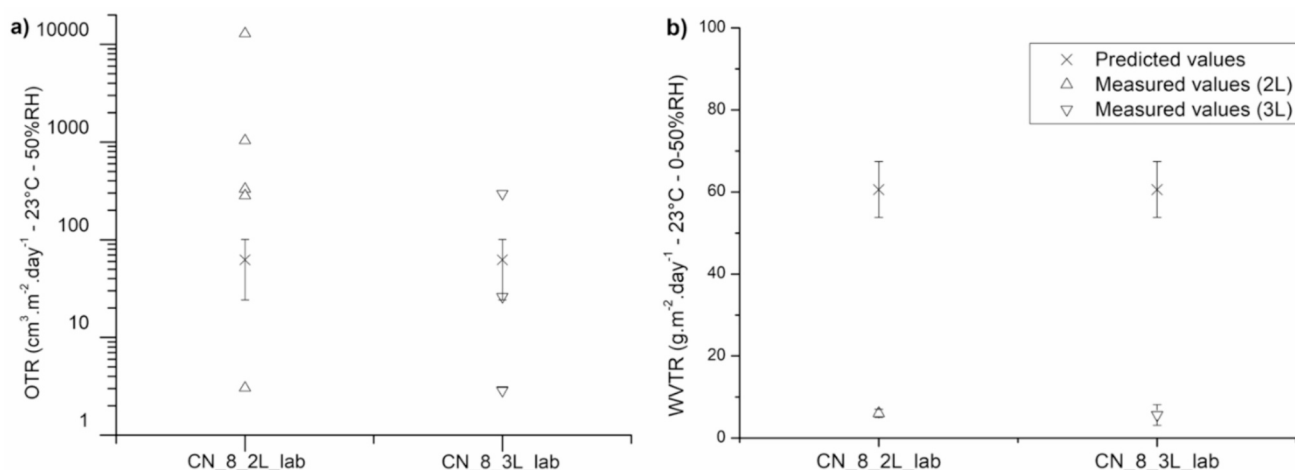 a)
OTR (cm³.m⁻².day⁻¹ - 23°C - 50%RH)
10000
1000
100
10
1
CN_8_2L_lab
CN_8_3L_lab
b)
WVTR (g.m⁻².day⁻¹ - 23°C - 0-50%RH)
100
80
60
40
20
0
Predicted values
Measured values (2L)
Measured values (3L)
CN_8_2L_lab
CN_8_3L_lab